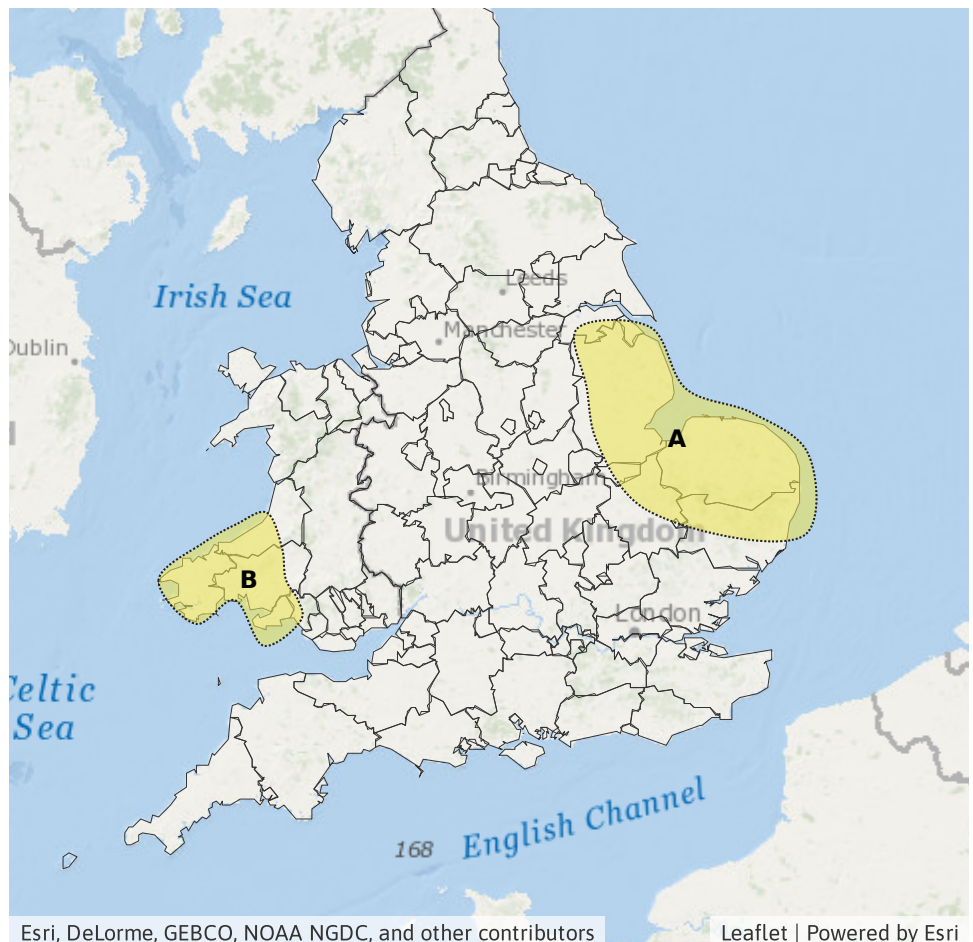 Leeds
Irish Sea
Manchester
Dublin
A
Birmingham
United Kingdom
B
London
Celtic
Sea
English Channel
168
Esri, DeLorme, GEBCO, NOAA NGDC, and other contributors
Leaflet | Powered by Esri